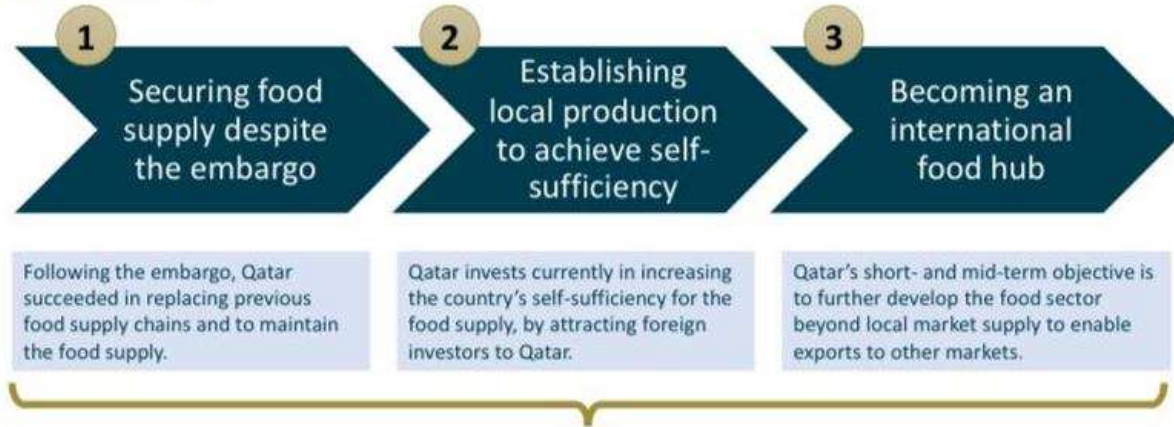 1
Securing food
supply despite
the embargo
2
Establishing
local production
to achieve self-
sufficiency
3
Becoming an
international
food hub
Following the embargo, Qatar
succeeded in replacing previous
food supply chains and to maintain
the food supply.
Qatar invests currently in increasing
the country's self-sufficiency for the
food supply, by attracting foreign
investors to Qatar.
Qatar's short- and mid-term objective is
to further develop the food sector
beyond local market supply to enable
exports to other markets.